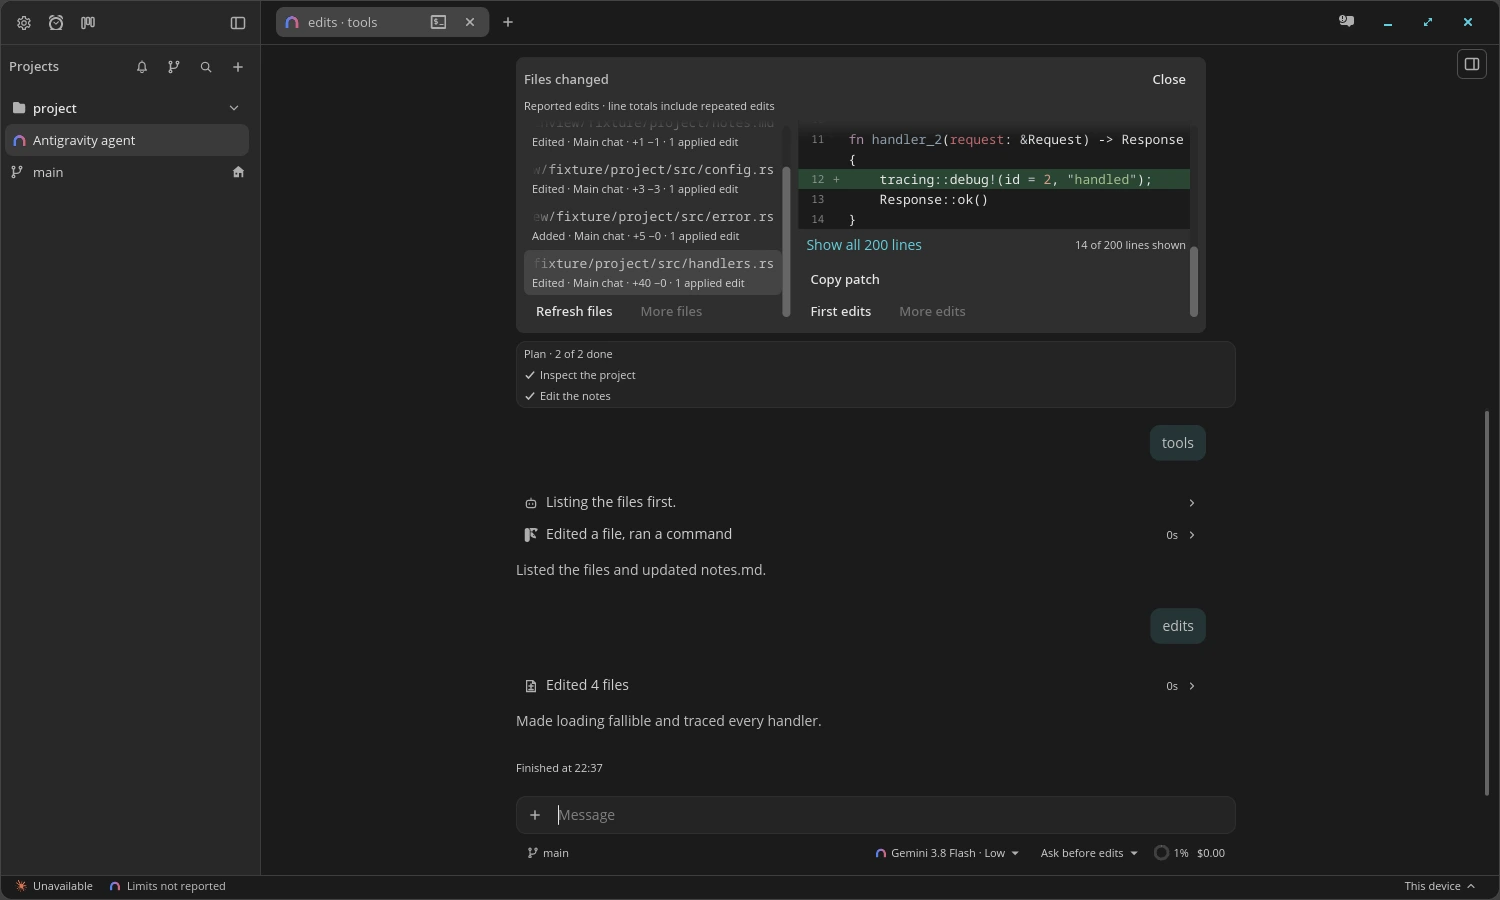 edits · tools
Projects
project
Antigravity agent
main
Files changed
Close
Reported edits · line totals include repeated edits
view/fixture/project/notes.md
Edited · Main chat · +1 −1 · 1 applied edit
/fixture/project/src/config.rs
Edited · Main chat · +3 −3 · 1 applied edit
w/fixture/project/src/error.rs
Added · Main chat · +5 −0 · 1 applied edit
fixture/project/src/handlers.rs
Edited · Main chat · +40 −0 · 1 applied edit
Refresh files
More files
11 fn handler_2(request: &Request) -> Response
{
12 + tracing::debug!(id = 2, "handled");
13 Response::ok()
14 }
Show all 200 lines
14 of 200 lines shown
Copy patch
First edits
More edits
Plan · 2 of 2 done
Inspect the project
Edit the notes
tools
Listing the files first.
Edited a file, ran a command
0s
Listed the files and updated notes.md.
edits
Edited 4 files
0s
Made loading fallible and traced every handler.
Finished at 22:37
Message
main
Gemini 3.8 Flash · Low
Ask before edits
1%
$0.00
Unavailable
Limits not reported
This device